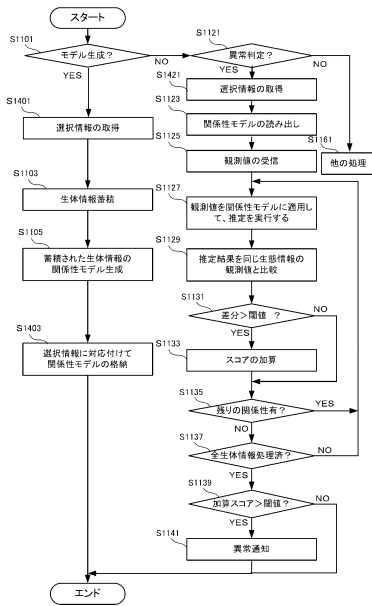 スタート
S1101
モデル生成?
YES
NO
S1121
異常判定?
YES
NO
S1401
選択情報の取得
S1103
生体情報蓄積
S1105
蓄積された生体情報の
関係性モデル生成
S1403
選択情報に対応付けて
関係性モデルの格納
S1421
選択情報の取得
S1123
関係性モデルの読み出し
S1125
観測値の受信
S1161
他の処理
S1127
観測値を関係性モデルに適用し
て、推定を実行する
S1129
推定結果を同じ生態情報の
観測値と比較
S1131
差分>閾値 ?
YES
NO
S1133
スコアの加算
S1135
残りの関係性有?
YES
NO
S1137
全生体情報処理済?
NO
YES
S1139
加算スコア>閾値?
NO
YES
S1141
異常通知
エンド